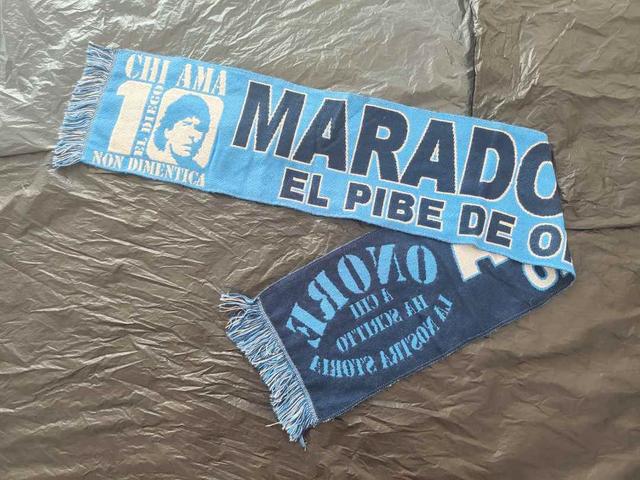 CHI AMA
10
EL DIEGO
NON DIMENTICA
MARADO
EL PIBE DE O
ONORE
A CHI
HA SCRITTO
LA NOSTRA STORIA